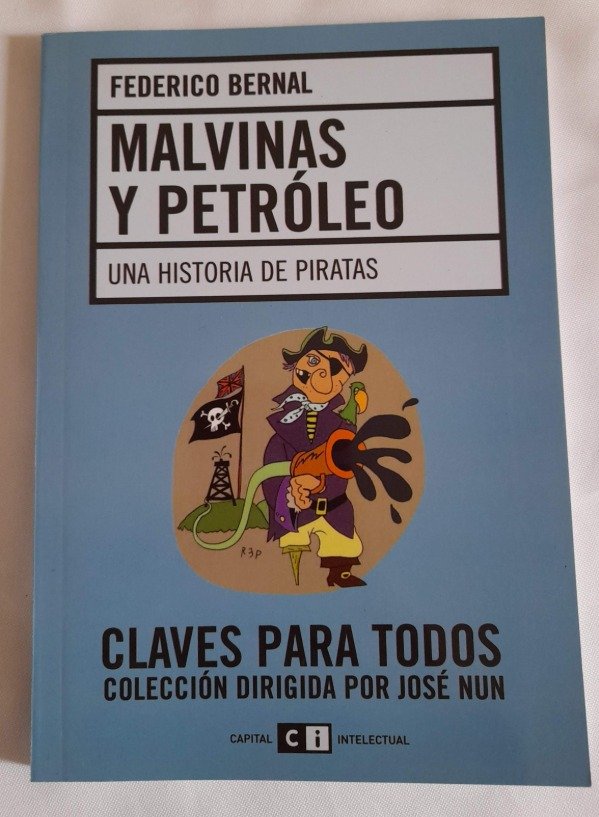 FEDERICO BERNAL
MALVINAS
Y PETRÓLEO
UNA HISTORIA DE PIRATAS
R3P
CLAVES PARA TODOS
COLECCIÓN DIRIGIDA POR JOSÉ NUN
CAPITAL Ci INTELECTUAL